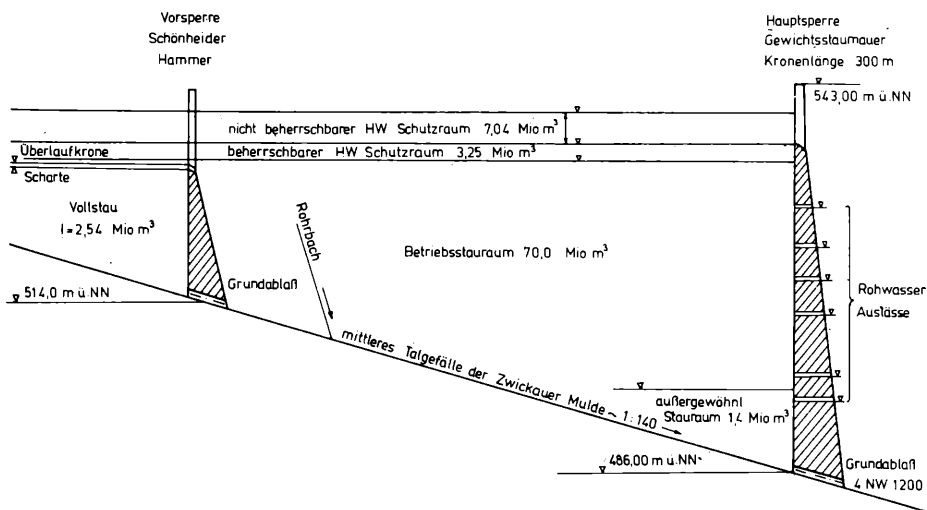 Vorsperre
Schönheider
Hammer
Hauptsperre
Gewichtsstaumauer
Kronenlänge 300 m
543,00 m ü.NN
nicht beherrschbarer HW Schutzraum 7,04 Mio m³
Überlaufkrone
beherrschbarer HW Schutzraum 3,25 Mio m³
Scharte
Vollstau
I=2,54 Mio m³
Rohrbach
Betriebsstauraum 70,0 Mio m³
Grundablaß
514,0 m ü.NN
Rohwasser
Auslässe
mittleres Talgefälle der Zwickauer Mulde ~ 1:140
außergewöhnl
Stauraum 1,4 Mio m³
486,00 m ü.NN
Grundablaß
4 NW 1200